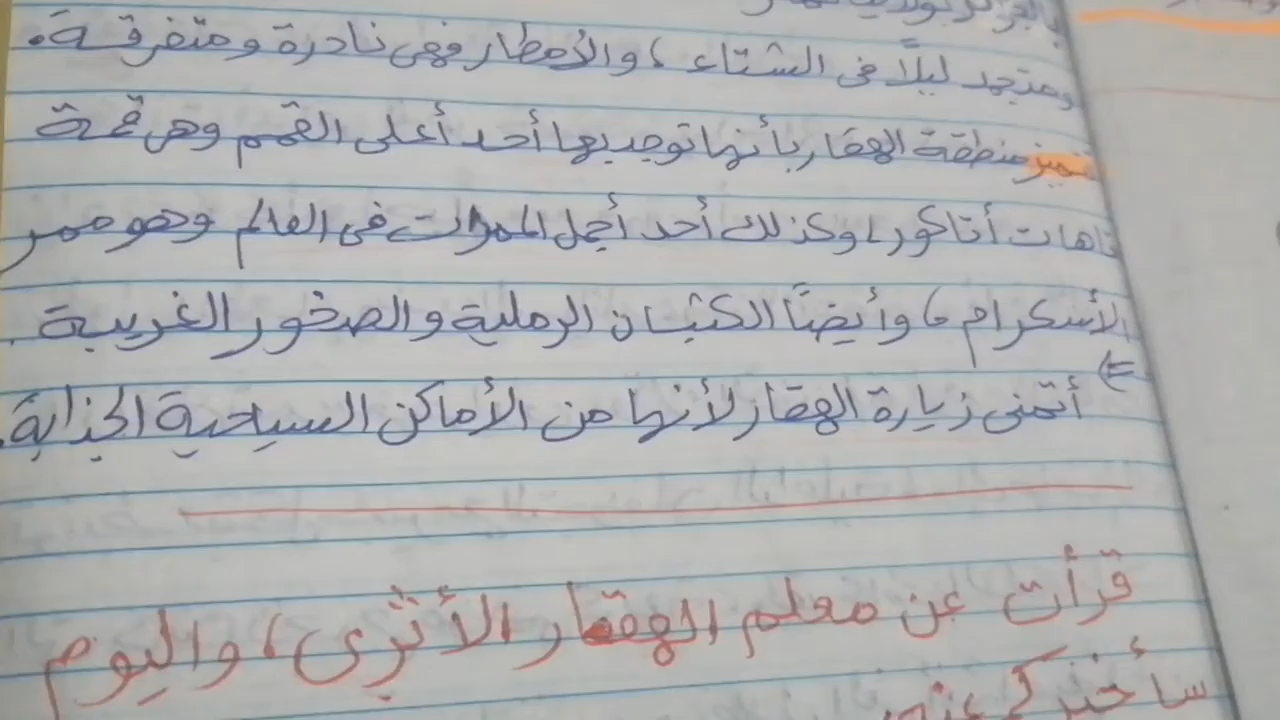 ومتجمد ليلًا في الشتاء ، والأمطار فهي نادرة ومتفرقة.
تتميز منطقة الهقار بأنها توجد بها أحد أعلى القمم وهي قمة
تاهات أتاكور ، وكذلك أحد أجمل الممرات في العالم وهو ممر
الأسكرام ، وأيضًا الكثبان الرملية والصخور الغريبة .
أتمنى زيارة الهقار لأنها من الأماكن السياحية الجذابة.
قرأت عن معلم الهقار الأثري ، واليوم
سأخبركم عنه